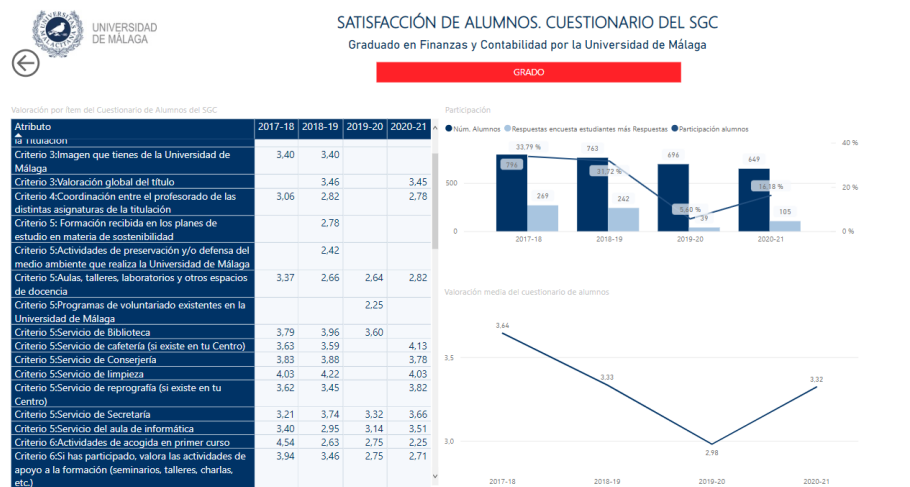 UNIVERSIDAD
DE MÁLAGA
SATISFACCIÓN DE ALUMNOS. CUESTIONARIO DEL SGC
Graduado en Finanzas y Contabilidad por la Universidad de Málaga
GRADO
Valoración por ítem del Cuestionario de Alumnos del SGC
Atributo 2017-18 2018-19 2019-20 2020-21
la Titulación
Criterio 3:Imagen que tienes de la Universidad de 3,40 3,40
Málaga
Criterio 3:Valoración global del título 3,46 3,45
Criterio 4:Coordinación entre el profesorado de las 3,06 2,82 2,78
distintas asignaturas de la titulación
Criterio 5: Formación recibida en los planes de 2,78
estudio en materia de sostenibilidad
Criterio 5:Actividades de preservación y/o defensa del 2,42
medio ambiente que realiza la Universidad de Málaga
Criterio 5:Aulas, talleres, laboratorios y otros espacios 3,37 2,66 2,64 2,82
de docencia
Criterio 5:Programas de voluntariado existentes en la 2,25
Universidad de Málaga
Criterio 5:Servicio de Biblioteca 3,79 3,96 3,60
Criterio 5:Servicio de cafetería (si existe en tu Centro) 3,63 3,59 4,13
Criterio 5:Servicio de Conserjería 3,83 3,88 3,78
Criterio 5:Servicio de limpieza 4,03 4,22 4,03
Criterio 5:Servicio de reprografía (si existe en tu 3,62 3,45 3,82
Centro)
Criterio 5:Servicio de Secretaría 3,21 3,74 3,32 3,66
Criterio 5:Servicio del aula de informática 3,40 2,95 3,14 3,51
Criterio 6:Actividades de acogida en primer curso 4,54 2,63 2,75 2,25
Criterio 6:Si has participado, valora las actividades de 3,94 3,46 2,75 2,71
apoyo a la formación (seminarios, talleres, charlas,
etc.)
Participación
Núm. Alumnos Respuestas encuesta estudiantes más Respuestas Participación alumnos
33,79 % 763 696 649 40 %
796 31,72 %
500 16,18 % 20 %
269 242 5,60 % 39 105
0 0 %
2017-18 2018-19 2019-20 2020-21
Valoración media del cuestionario de alumnos
3,64
3,5
3,33 3,32
3,0
2,98
2017-18 2018-19 2019-20 2020-21